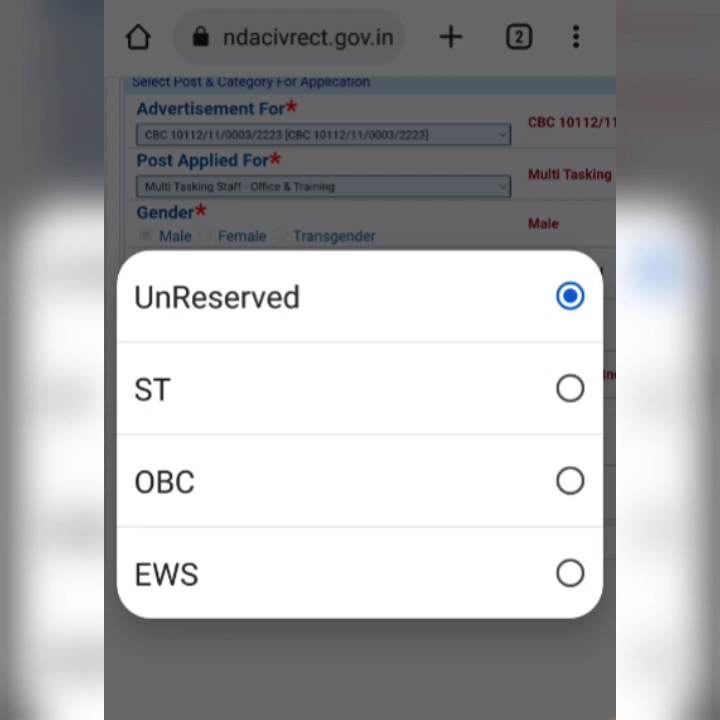 ndacivrect.gov.in
2
Select Post & Category For Application
Advertisement For*
CBC 10112/11/0003/2223 [CBC 10112/11/0003/2223]
CBC 10112/11
Post Applied For*
Multi Tasking Staff - Office & Training
Multi Tasking
Gender*
Male Female Transgender
Male
UnReserved
ST
OBC
EWS